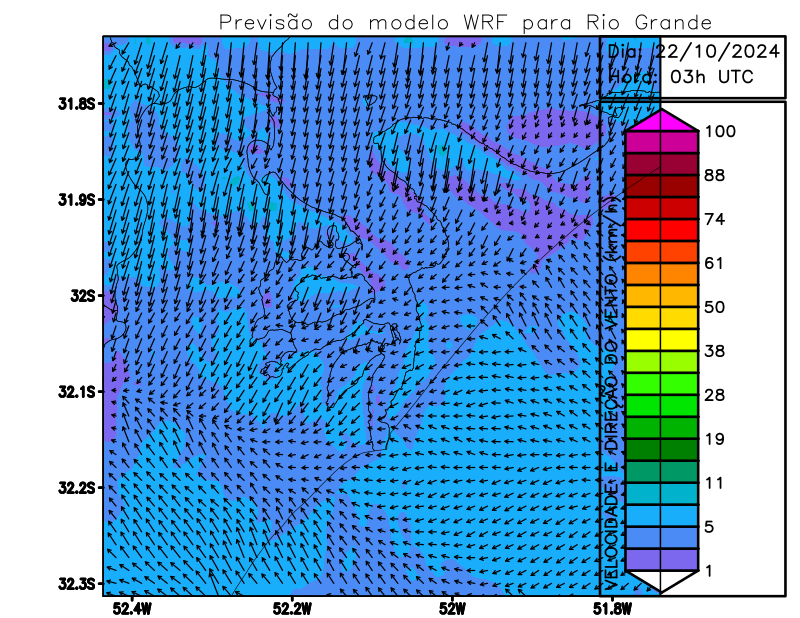 Previsão do modelo WRF para Rio Grande
Dia: 22/10/2024
Hora: 03h UTC
31.8S
31.9S
32S
32.1S
32.2S
32.3S
52.4W
52.2W
52W
51.8W
VELOCIDADE E DIREÇÃO DO VENTO (km/h)
100
88
74
61
50
38
28
19
11
5
1